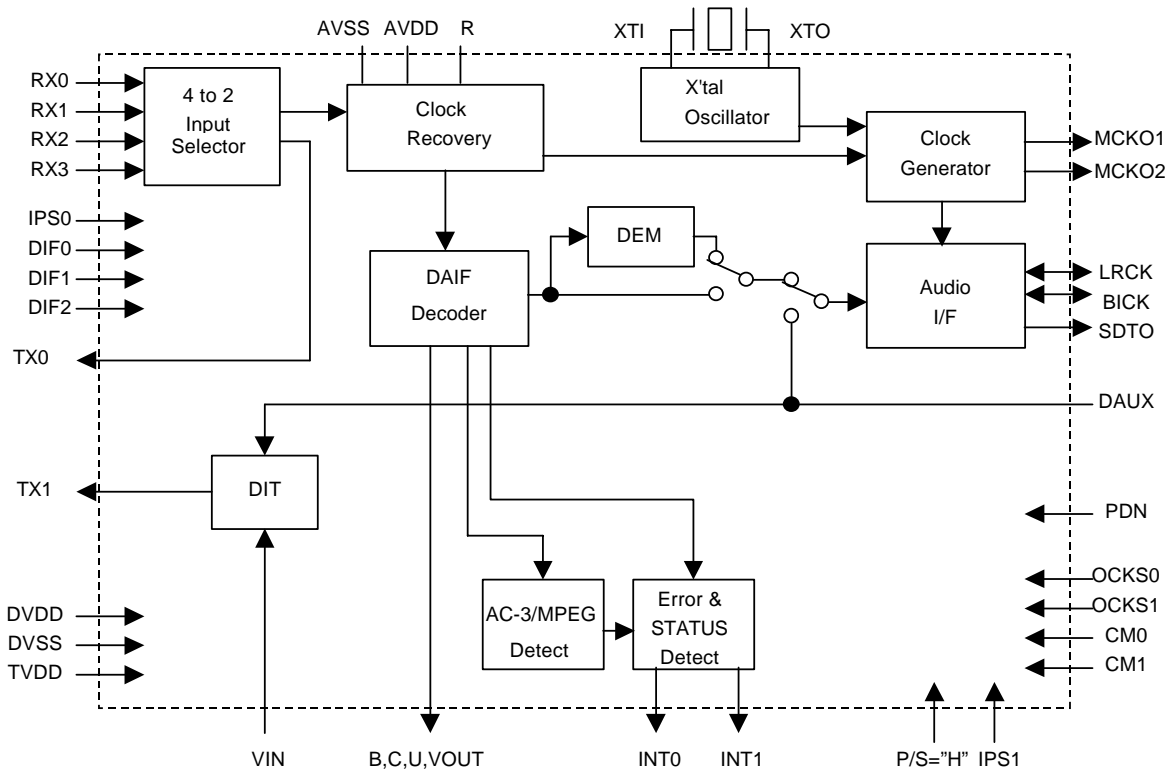 AVSS AVDD R
XTI XTO
RX0
RX1
RX2
RX3
4 to 2
Input
Selector
Clock
Recovery
X'tal
Oscillator
Clock
Generator
MCKO1
MCKO2
IPS0
DIF0
DIF1
DIF2
DAIF
Decoder
DEM
Audio
I/F
LRCK
BICK
SDTO
TX0
DAUX
TX1
DIT
PDN
AC-3/MPEG
Detect
Error &
STATUS
Detect
OCKS0
OCKS1
CM0
CM1
DVDD
DVSS
TVDD
VIN
B,C,U,VOUT
INT0
INT1
P/S=”H”
IPS1